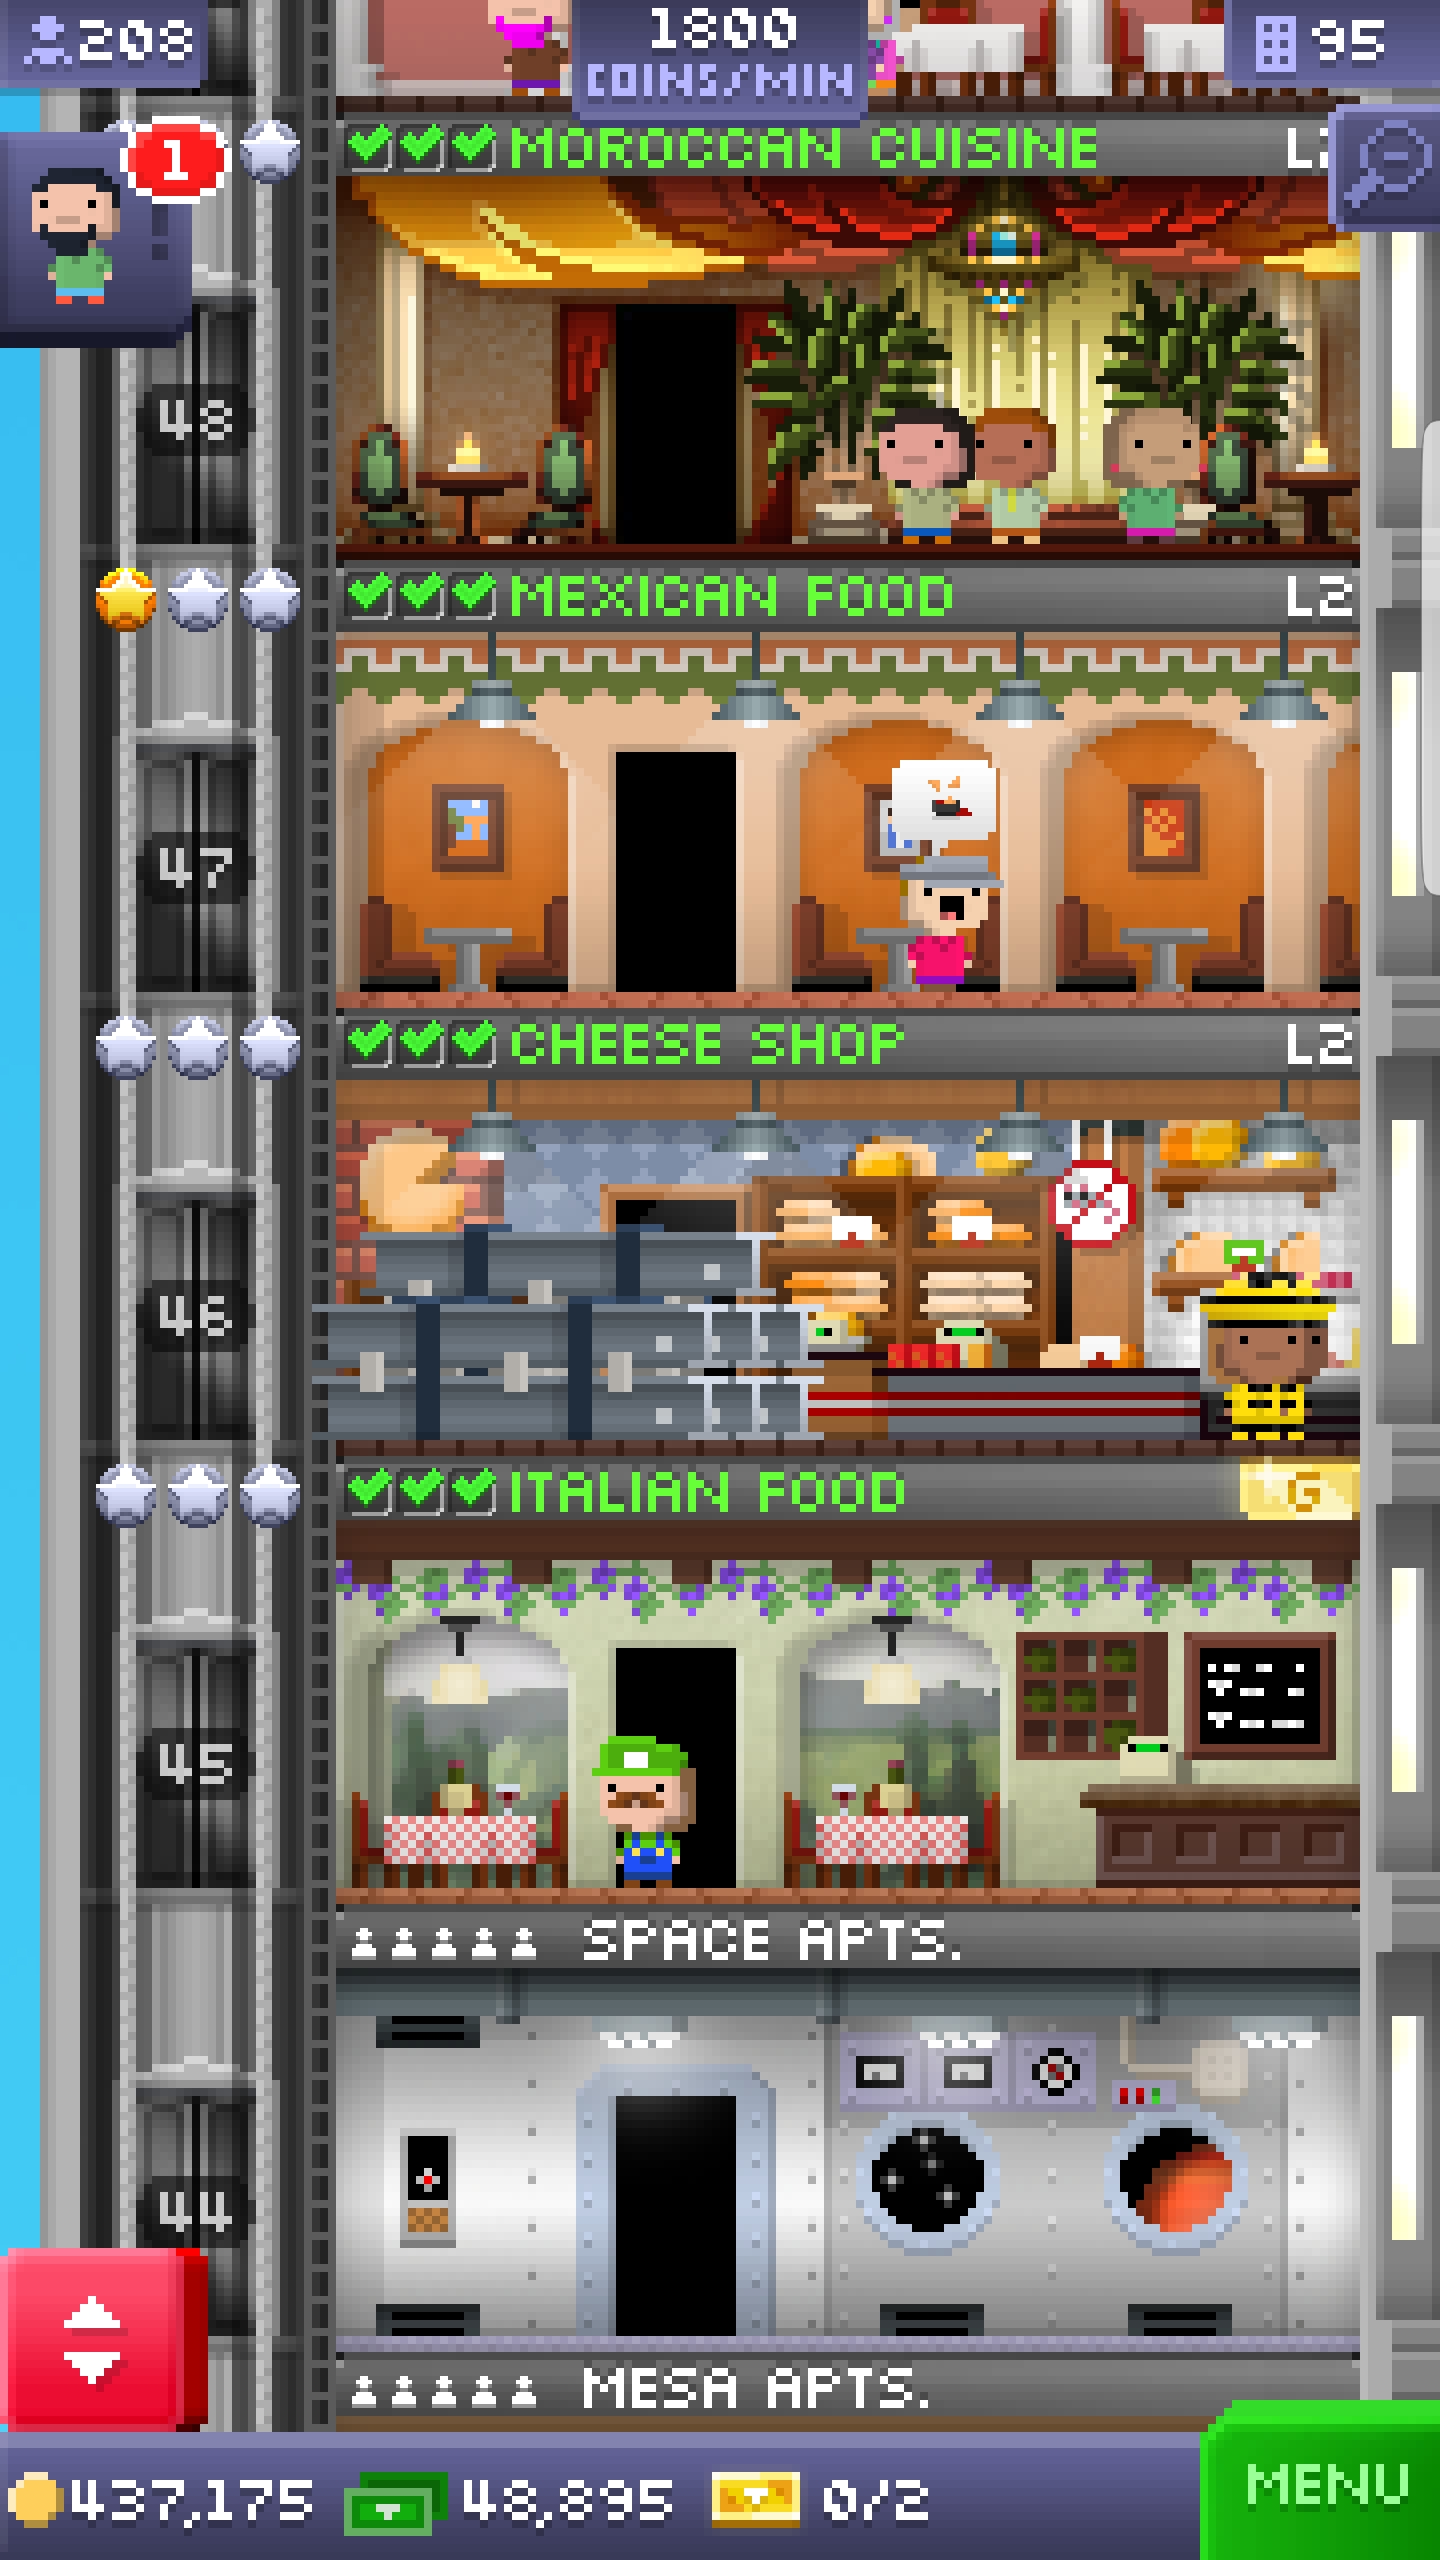 208
1800
COINS/MIN
95
1
MOROCCAN CUISINE
48
MEXICAN FOOD L2
47
CHEESE SHOP L2
46
ITALIAN FOOD G
45
SPACE APTS.
44
MESA APTS.
437,175 48,895 0/2
MENU